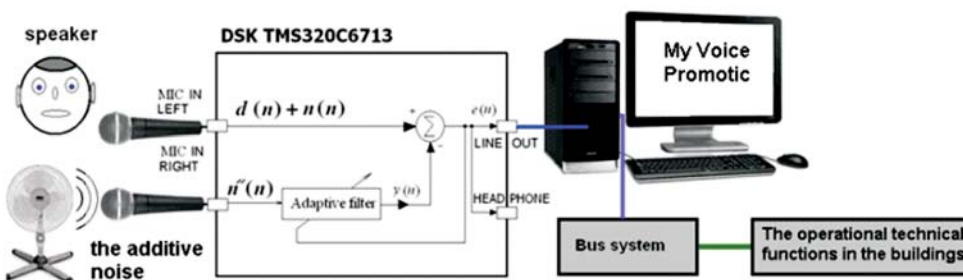 speaker
DSK TMS320C6713
MIC IN
LEFT
d(n) + n(n)
+
Σ
e(n)
-
LINE OUT
My Voice
Promotic
MIC IN
RIGHT
n″(n)
Adaptive filter
y(n)
HEAD PHONE
the additive
noise
Bus system
The operational technical
functions in the buildings